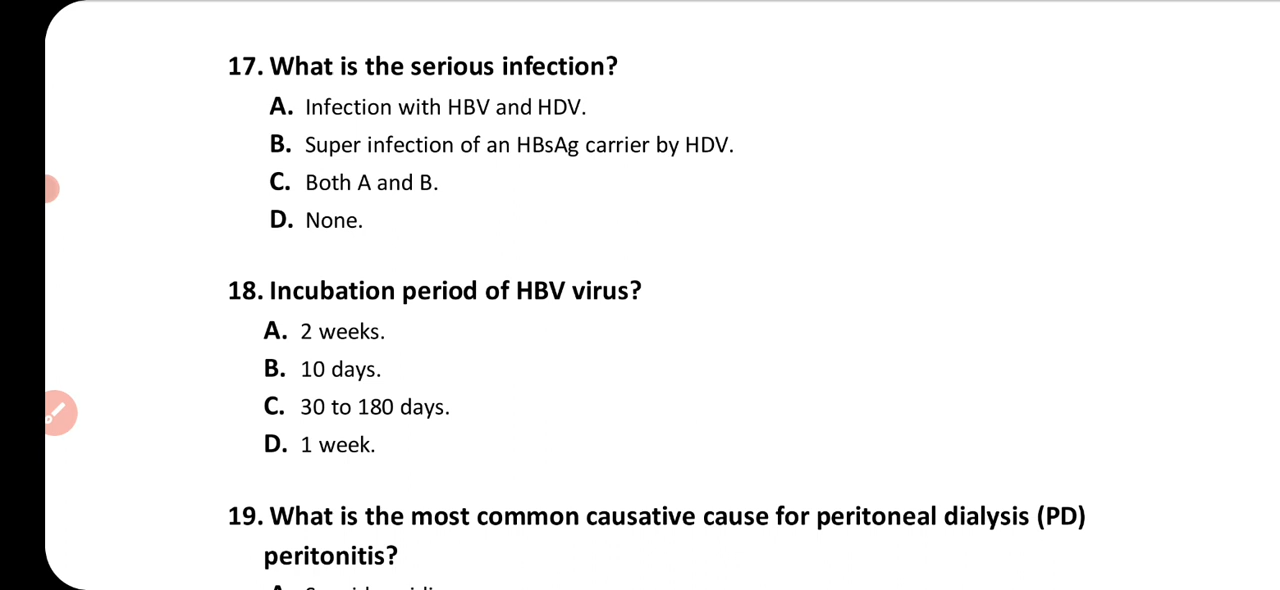 17. What is the serious infection?
A. Infection with HBV and HDV.
B. Super infection of an HBsAg carrier by HDV.
C. Both A and B.
D. None.
18. Incubation period of HBV virus?
A. 2 weeks.
B. 10 days.
C. 30 to 180 days.
D. 1 week.
19. What is the most common causative cause for peritoneal dialysis (PD)
peritonitis?